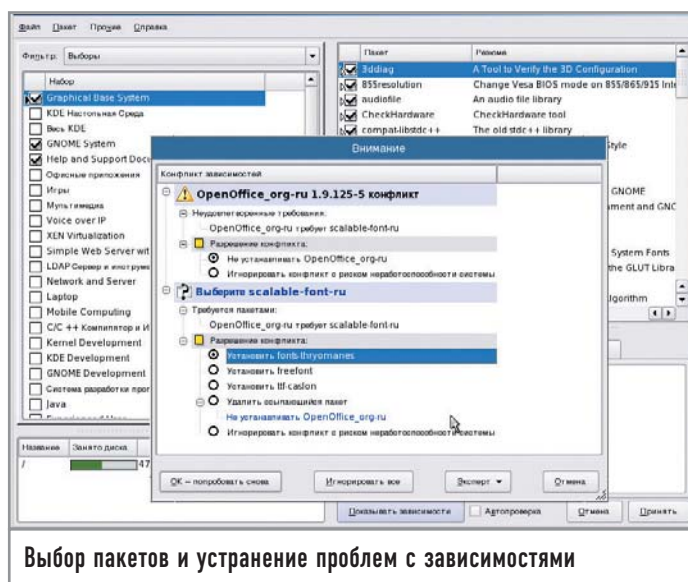 Файл Пакет Прочее Справка
Фильтр: Выборы
Набор
Graphical Base System
KDE Настольная Среда
Весь KDE
GNOME System
Help and Support Docu
Офисные приложения
Игры
Мультимедиа
Voice over IP
XEN Virtualization
Simple Web Server wit
LDAP Сервер и инструме
Network and Server
Laptop
Mobile Computing
C/C ++ Компилятор и И
Kernel Development
KDE Development
GNOME Development
Система разработки прог
Java
Пакет Резюме
3ddiag A Tool to Verify the 3D Configuration
855resolution Change Vesa BIOS mode on 855/865/915 Inte
audiofile An audio file library
CheckHardware CheckHardware tool
compat-libstdc++ The old stdc++ library
Style
GNOME
ment and GNC
System Fonts
the GLUT Libra
lgorithm
Внимание
Конфликт зависимостей
OpenOffice_org-ru 1.9.125-5 конфликт
Неудовлетворенные требования:
OpenOffice_org-ru требует scalable-font-ru
Разрешение конфликта:
Не устанавливать OpenOffice_org-ru
Игнорировать конфликт с риском неработоспособности системы
Выберите scalable-font-ru
Требуется пакетами:
OpenOffice_org-ru требует scalable-font-ru
Разрешение конфликта:
Установить fonts-thryomanes
Установить freefont
Установить ttf-caslon
Удалить ссылающийся пакет
Не устанавливать OpenOffice_org-ru
Игнорировать конфликт с риском неработоспособности системы
OK – попробовать снова Игнорировать все Эксперт Отмена
Название Занято диска
/ 47
Показывать зависимости Автопроверка Отмена Принять
Выбор пакетов и устранение проблем с зависимостями